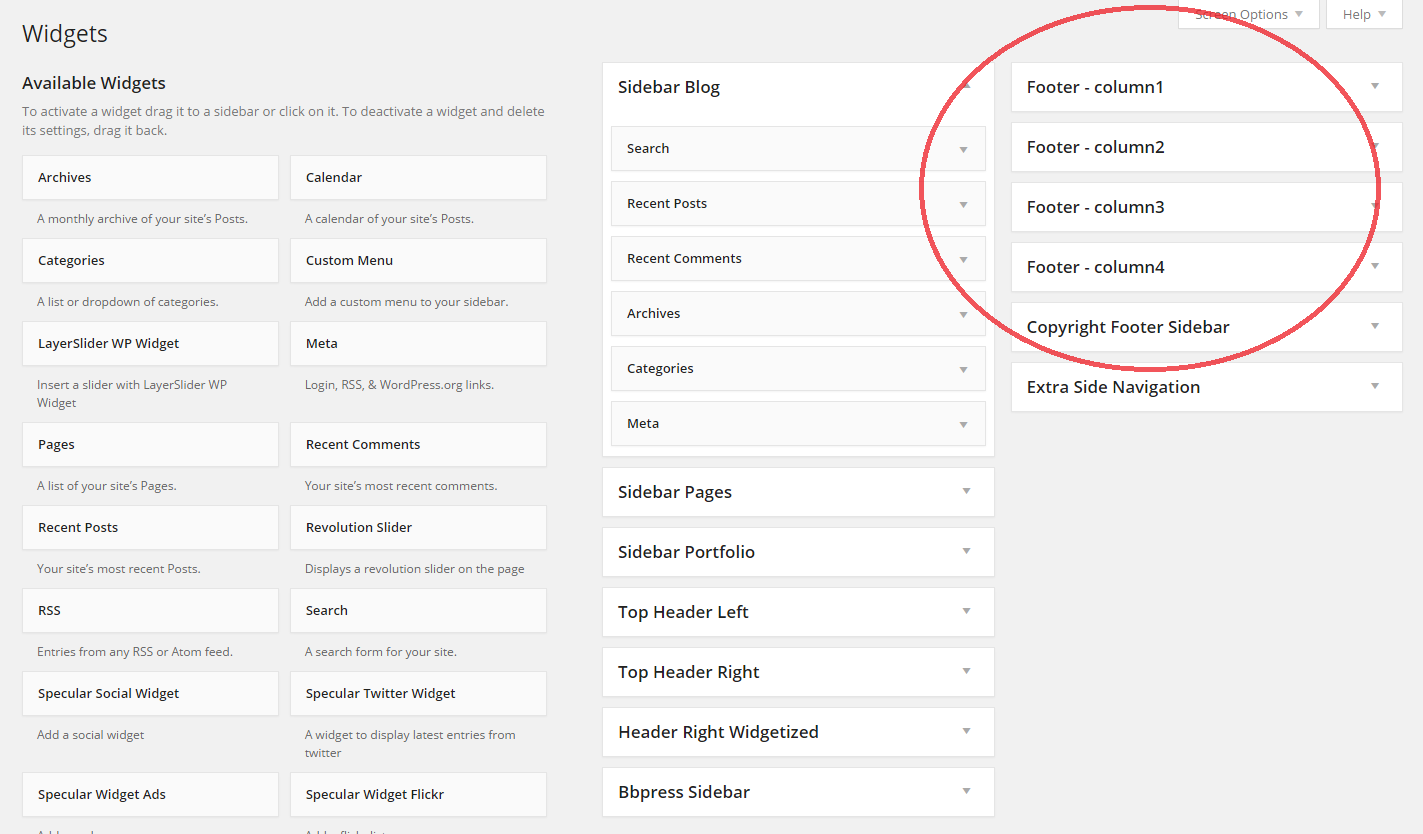 Screen Options
Help
Widgets
Available Widgets
To activate a widget drag it to a sidebar or click on it. To deactivate a widget and delete
its settings, drag it back.
Archives
Calendar
A monthly archive of your site’s Posts.
A calendar of your site’s Posts.
Categories
Custom Menu
A list or dropdown of categories.
Add a custom menu to your sidebar.
LayerSlider WP Widget
Meta
Insert a slider with LayerSlider WP
Widget
Login, RSS, & WordPress.org links.
Pages
Recent Comments
A list of your site’s Pages.
Your site’s most recent comments.
Recent Posts
Revolution Slider
Your site’s most recent Posts.
Displays a revolution slider on the page
RSS
Search
Entries from any RSS or Atom feed.
A search form for your site.
Specular Social Widget
Specular Twitter Widget
Add a social widget
A widget to display latest entries from
twitter
Specular Widget Ads
Specular Widget Flickr
Sidebar Blog
Search
Recent Posts
Recent Comments
Archives
Categories
Meta
Sidebar Pages
Sidebar Portfolio
Top Header Left
Top Header Right
Header Right Widgetized
Bbpress Sidebar
Footer - column1
Footer - column2
Footer - column3
Footer - column4
Copyright Footer Sidebar
Extra Side Navigation